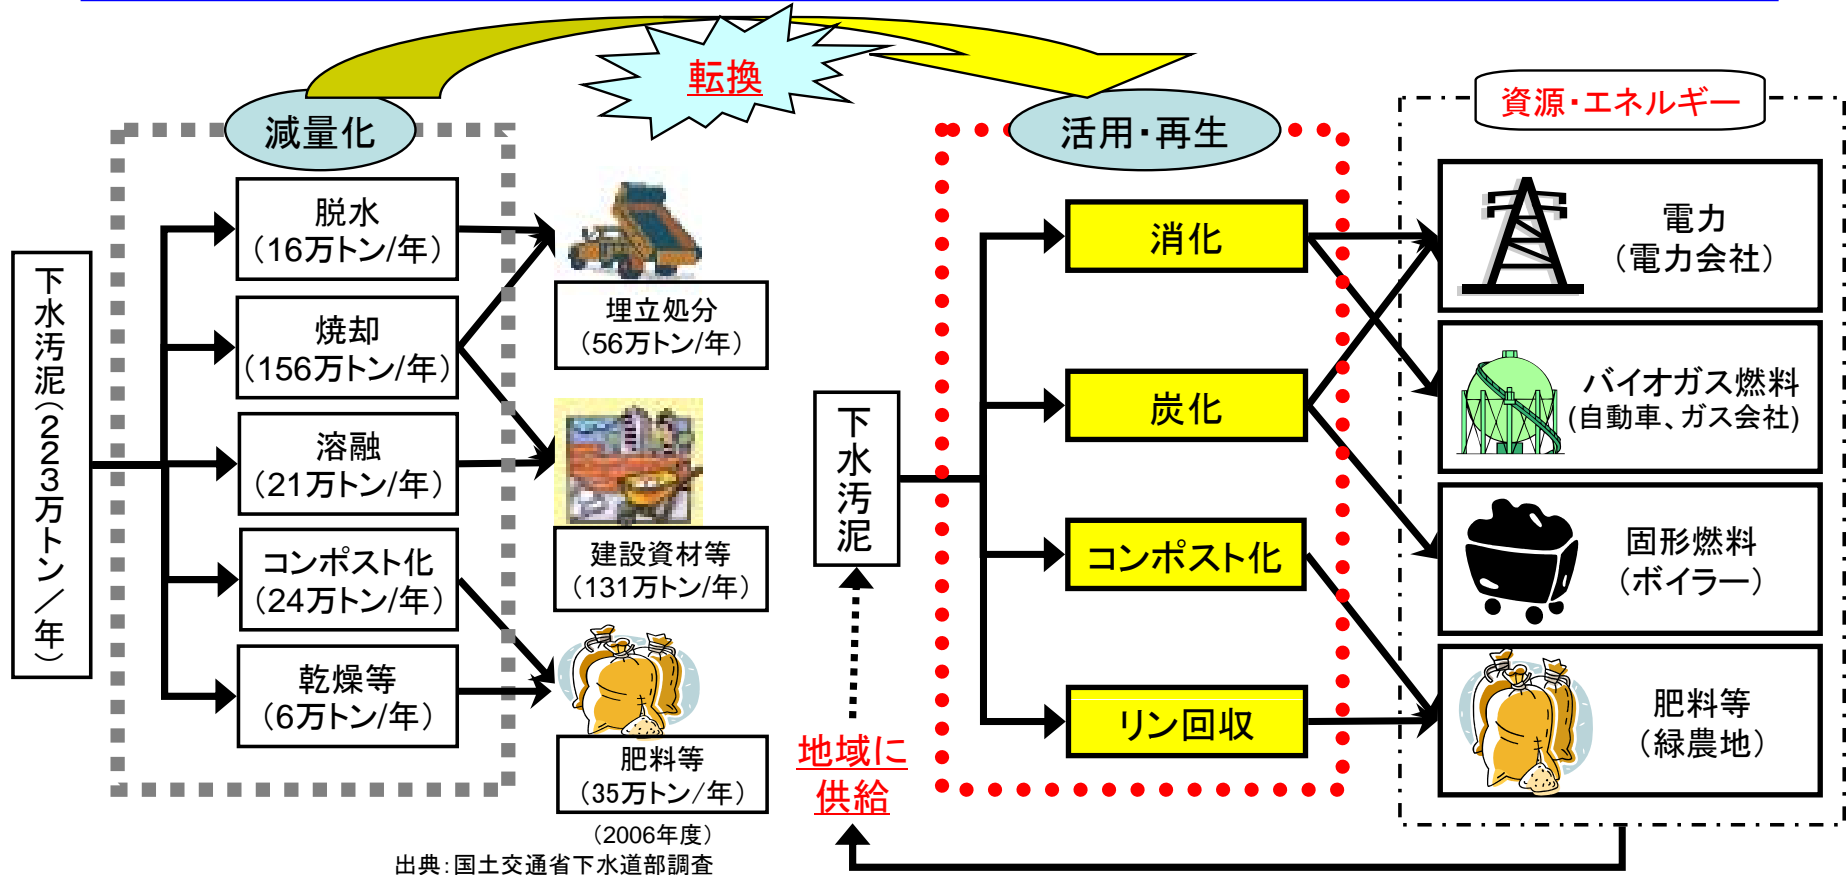 転換
減量化
下水汚泥(223万トン/年)
脱水
(16万トン/年)
焼却
(156万トン/年)
溶融
(21万トン/年)
コンポスト化
(24万トン/年)
乾燥等
(6万トン/年)
埋立処分
(56万トン/年)
建設資材等
(131万トン/年)
肥料等
(35万トン/年)
(2006年度)
出典:国土交通省下水道部調査
活用・再生
下水汚泥
地域に
供給
消化
炭化
コンポスト化
リン回収
資源・エネルギー
電力
(電力会社)
バイオガス燃料
(自動車、ガス会社)
固形燃料
(ボイラー)
肥料等
(緑農地)